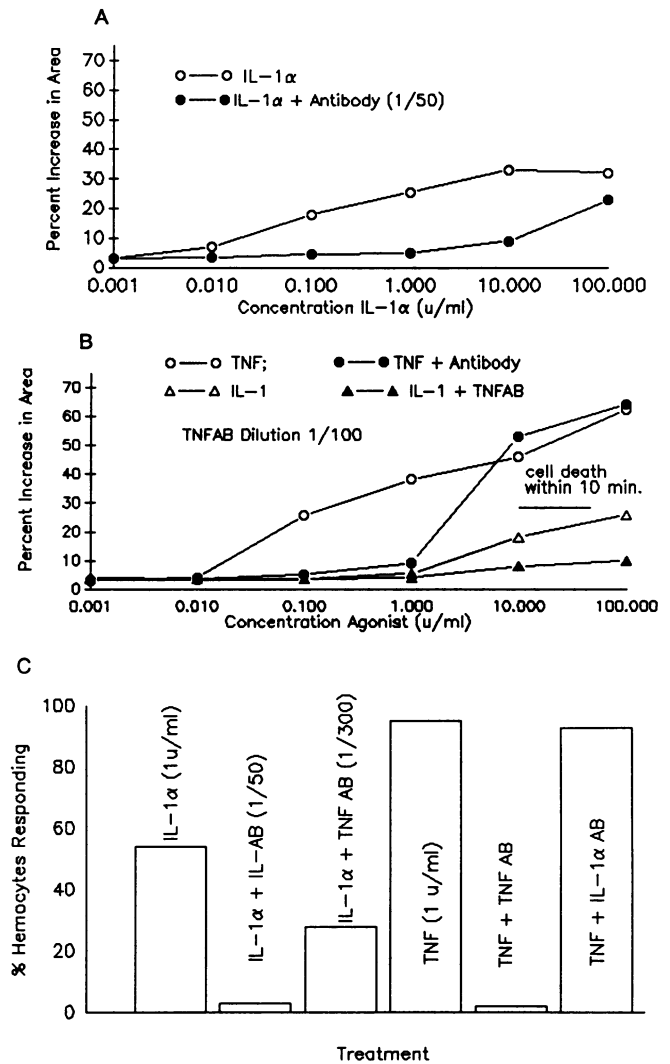 A
Percent Increase in Area
70
60
50
40
30
20
10
0
IL-1α
IL-1α + Antibody (1/50)
0.001 0.010 0.100 1.000 10.000 100.000
Concentration IL-1α (u/ml)
B
Percent Increase in Area
70
60
50
40
30
20
10
0
TNF; TNF + Antibody
IL-1 IL-1 + TNFAB
TNFAB Dilution 1/100
cell death
within 10 min.
0.001 0.010 0.100 1.000 10.000 100.000
Concentration Agonist (u/ml)
C
% Hemocytes Responding
100
80
60
40
20
0
IL-1α (1u/ml)
IL-1α + IL-AB (1/50)
IL-1α + TNF AB (1/300)
TNF (1 u/ml)
TNF + TNF AB
TNF + IL-1α AB
Treatment